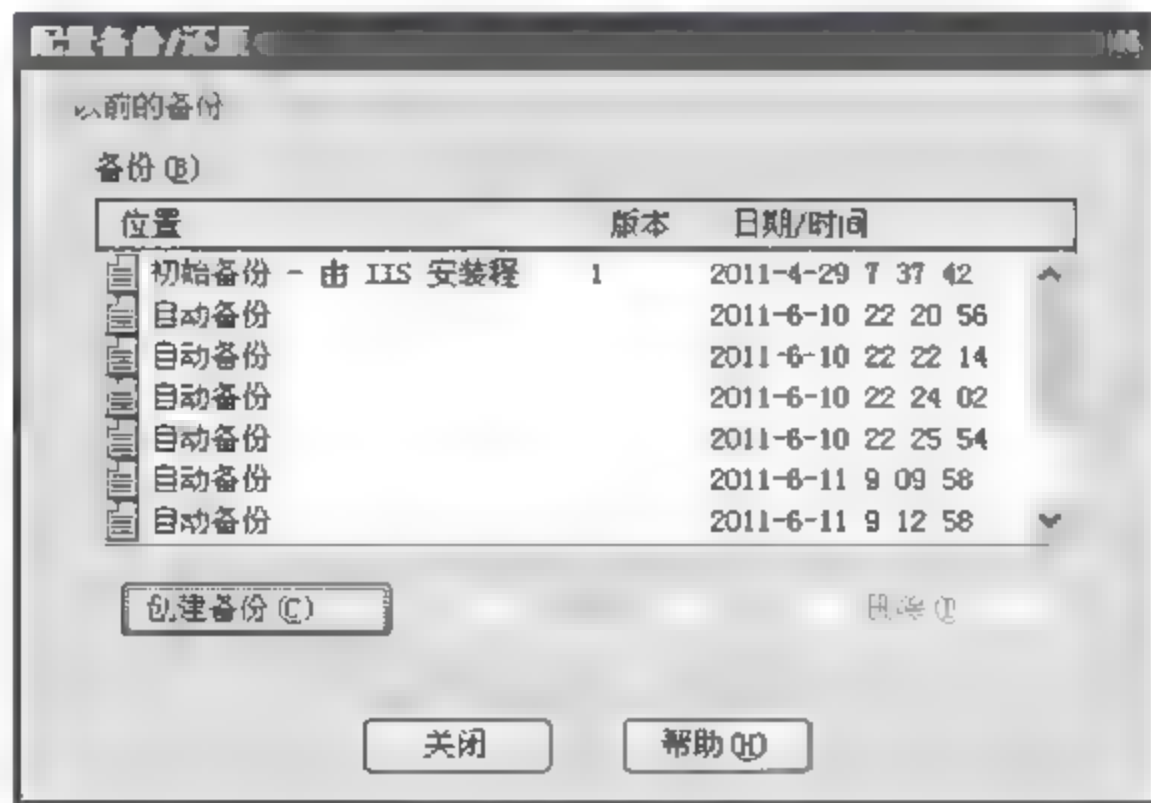 配置备份/还原
以前的备份
备份(B)
位置 版本 日期/时间
初始备份 - 由 IIS 安装程 1 2011-4-29 7 37 42
自动备份 2011-6-10 22 20 56
自动备份 2011-6-10 22 22 14
自动备份 2011-6-10 22 24 02
自动备份 2011-6-10 22 25 54
自动备份 2011-6-11 9 09 58
自动备份 2011-6-11 9 12 58
创建备份(C)
关闭 帮助(H)